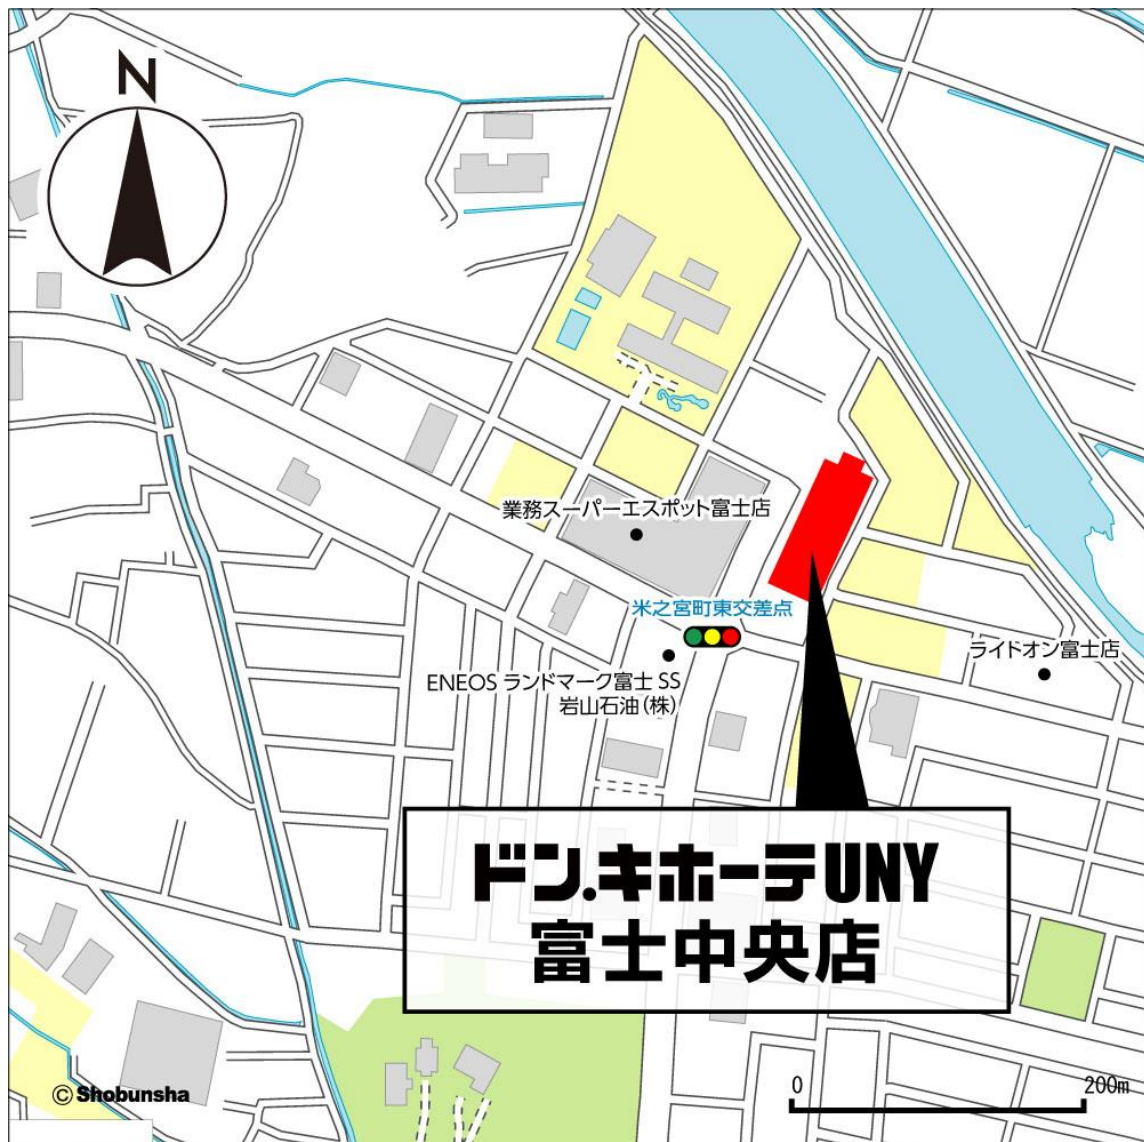 N
業務スーパーエスポット富士店
米之宮町東交差点
ライドオン富士店
ENEOS ランドマーク富士 SS
岩山石油(株)
ドン.キホーテUNY
富士中央店
© Shobunsha
0 200m